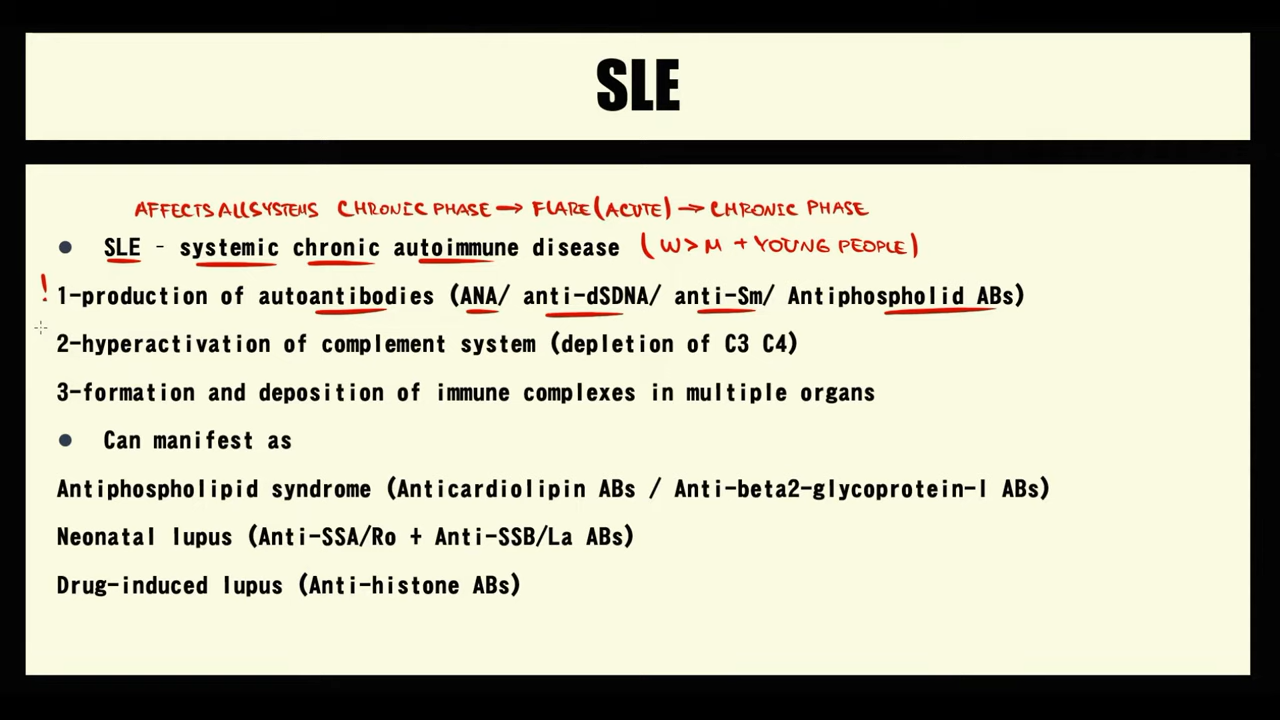 SLE
AFFECTS ALL SYSTEMS CHRONIC PHASE → FLARE (ACUTE) → CHRONIC PHASE
● SLE - systemic chronic autoimmune disease (W>M + YOUNG PEOPLE)
! 1-production of autoantibodies (ANA/ anti-dSDNA/ anti-Sm/ Antiphospholid ABs)
2-hyperactivation of complement system (depletion of C3 C4)
3-formation and deposition of immune complexes in multiple organs
● Can manifest as
Antiphospholipid syndrome (Anticardiolipin ABs / Anti-beta2-glycoprotein-I ABs)
Neonatal lupus (Anti-SSA/Ro + Anti-SSB/La ABs)
Drug-induced lupus (Anti-histone ABs)